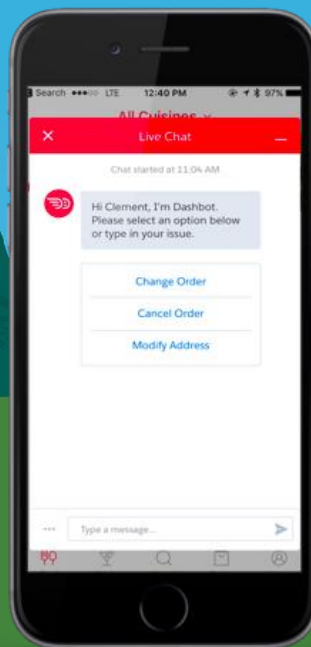 Search LTE 12:40 PM 97%
All Cuisines
Live Chat
Chat started at 11:04 AM
Hi Clement, I'm Dashbot.
Please select an option below
or type in your issue.
Change Order
Cancel Order
Modify Address
Type a message...